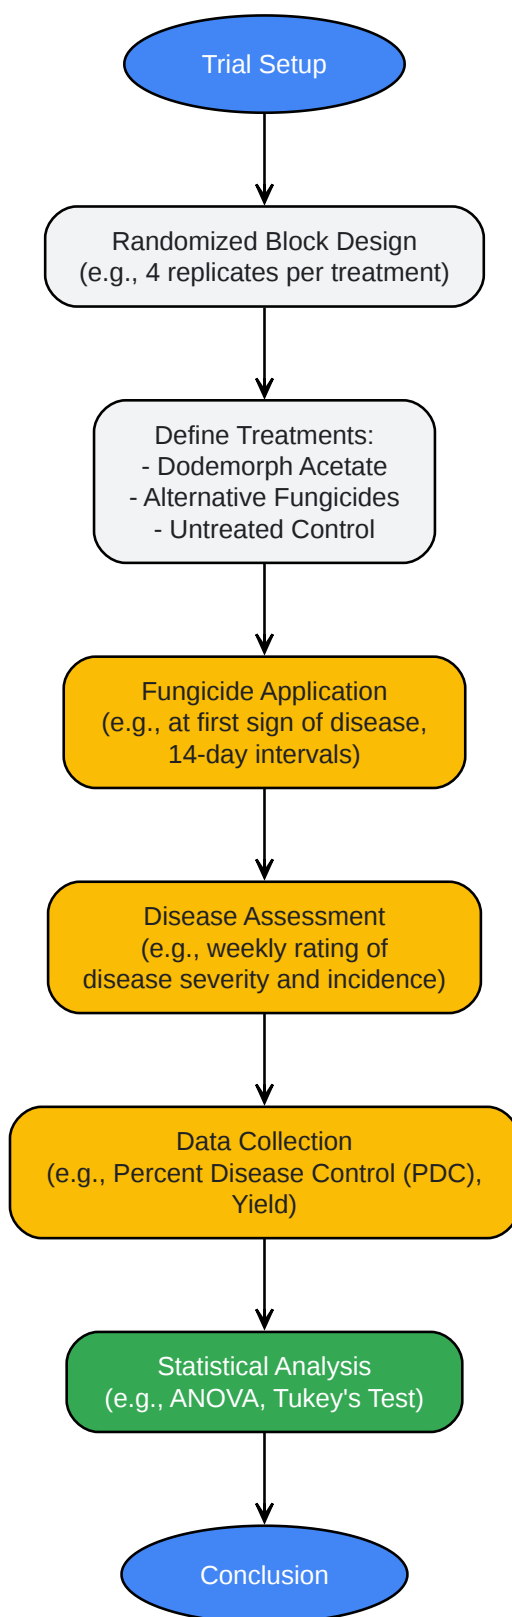 Trial Setup
Randomized Block Design
(e.g., 4 replicates per treatment)
Define Treatments:
- Dodemorph Acetate
- Alternative Fungicides
- Untreated Control
Fungicide Application
(e.g., at first sign of disease,
14-day intervals)
Disease Assessment
(e.g., weekly rating of
disease severity and incidence)
Data Collection
(e.g., Percent Disease Control (PDC),
Yield)
Statistical Analysis
(e.g., ANOVA, Tukey's Test)
Conclusion